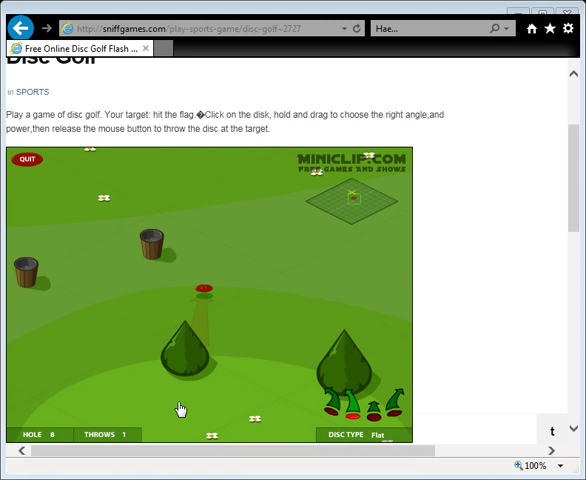 http://sniffgames.com/play-sports-game/disc-golf~2727
Hae...
Free Online Disc Golf Flash ...
Disc Golf
in SPORTS
Play a game of disc golf. Your target: hit the flag.�Click on the disk, hold and drag to choose the right angle,and
power,then release the mouse button to throw the disc at the target.
QUIT
MINICLIP.COM
FREE GAMES AND SHOWS
HOLE 8 THROWS 1
DISC TYPE Flat
t
100%